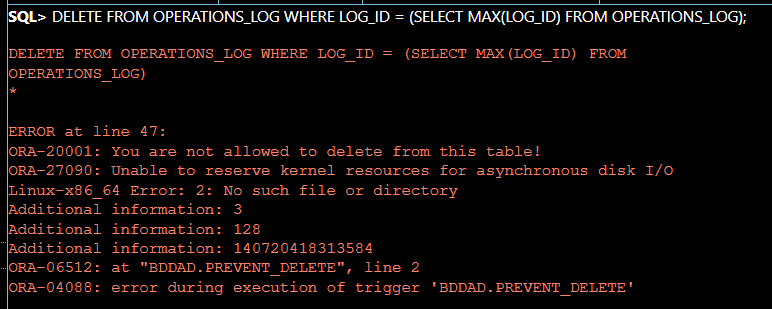 SQL> DELETE FROM OPERATIONS_LOG WHERE LOG_ID = (SELECT MAX(LOG_ID) FROM OPERATIONS_LOG);
DELETE FROM OPERATIONS_LOG WHERE LOG_ID = (SELECT MAX(LOG_ID) FROM
OPERATIONS_LOG)
*
ERROR at line 47:
ORA-20001: You are not allowed to delete from this table!
ORA-27090: Unable to reserve kernel resources for asynchronous disk I/O
Linux-x86_64 Error: 2: No such file or directory
Additional information: 3
Additional information: 128
Additional information: 140720418313584
ORA-06512: at "BDDAD.PREVENT_DELETE", line 2
ORA-04088: error during execution of trigger 'BDDAD.PREVENT_DELETE'